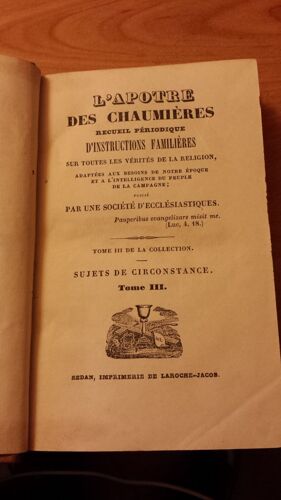 L'APOTRE
DES CHAUMIÈRES
RECUEIL PÉRIODIQUE
D'INSTRUCTIONS FAMILIÈRES
SUR TOUTES LES VÉRITÉS DE LA RELIGION,
ADAPTÉES AUX BESOINS DE NOTRE ÉPOQUE
ET A L'INTELLIGENCE DU PEUPLE
DE LA CAMPAGNE;
PUBLIÉ
PAR UNE SOCIÉTÉ D'ECCLÉSIASTIQUES.
Pauperibus evangelizare misit me.
(Luc, 4, 18.)
TOME III DE LA COLLECTION.
SUJETS DE CIRCONSTANCE.
Tome III.
SEDAN, IMPRIMERIE DE LAROCHE-JACOB.